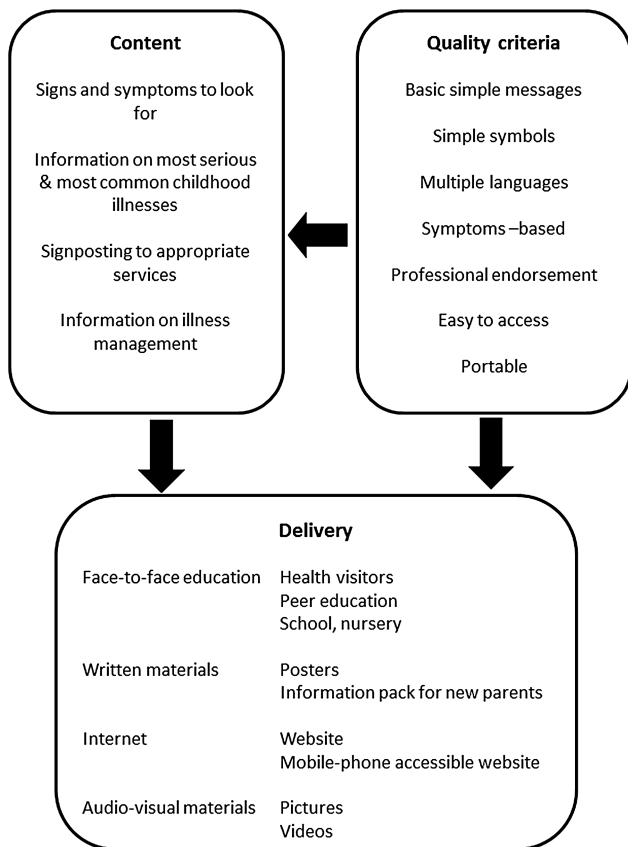 Content
Signs and symptoms to look
for
Information on most serious
& most common childhood
illnesses
Signposting to appropriate
services
Information on illness
management
Quality criteria
Basic simple messages
Simple symbols
Multiple languages
Symptoms –based
Professional endorsement
Easy to access
Portable
Delivery
Face-to-face education Health visitors
Peer education
School, nursery
Written materials Posters
Information pack for new parents
Internet Website
Mobile-phone accessible website
Audio-visual materials Pictures
Videos